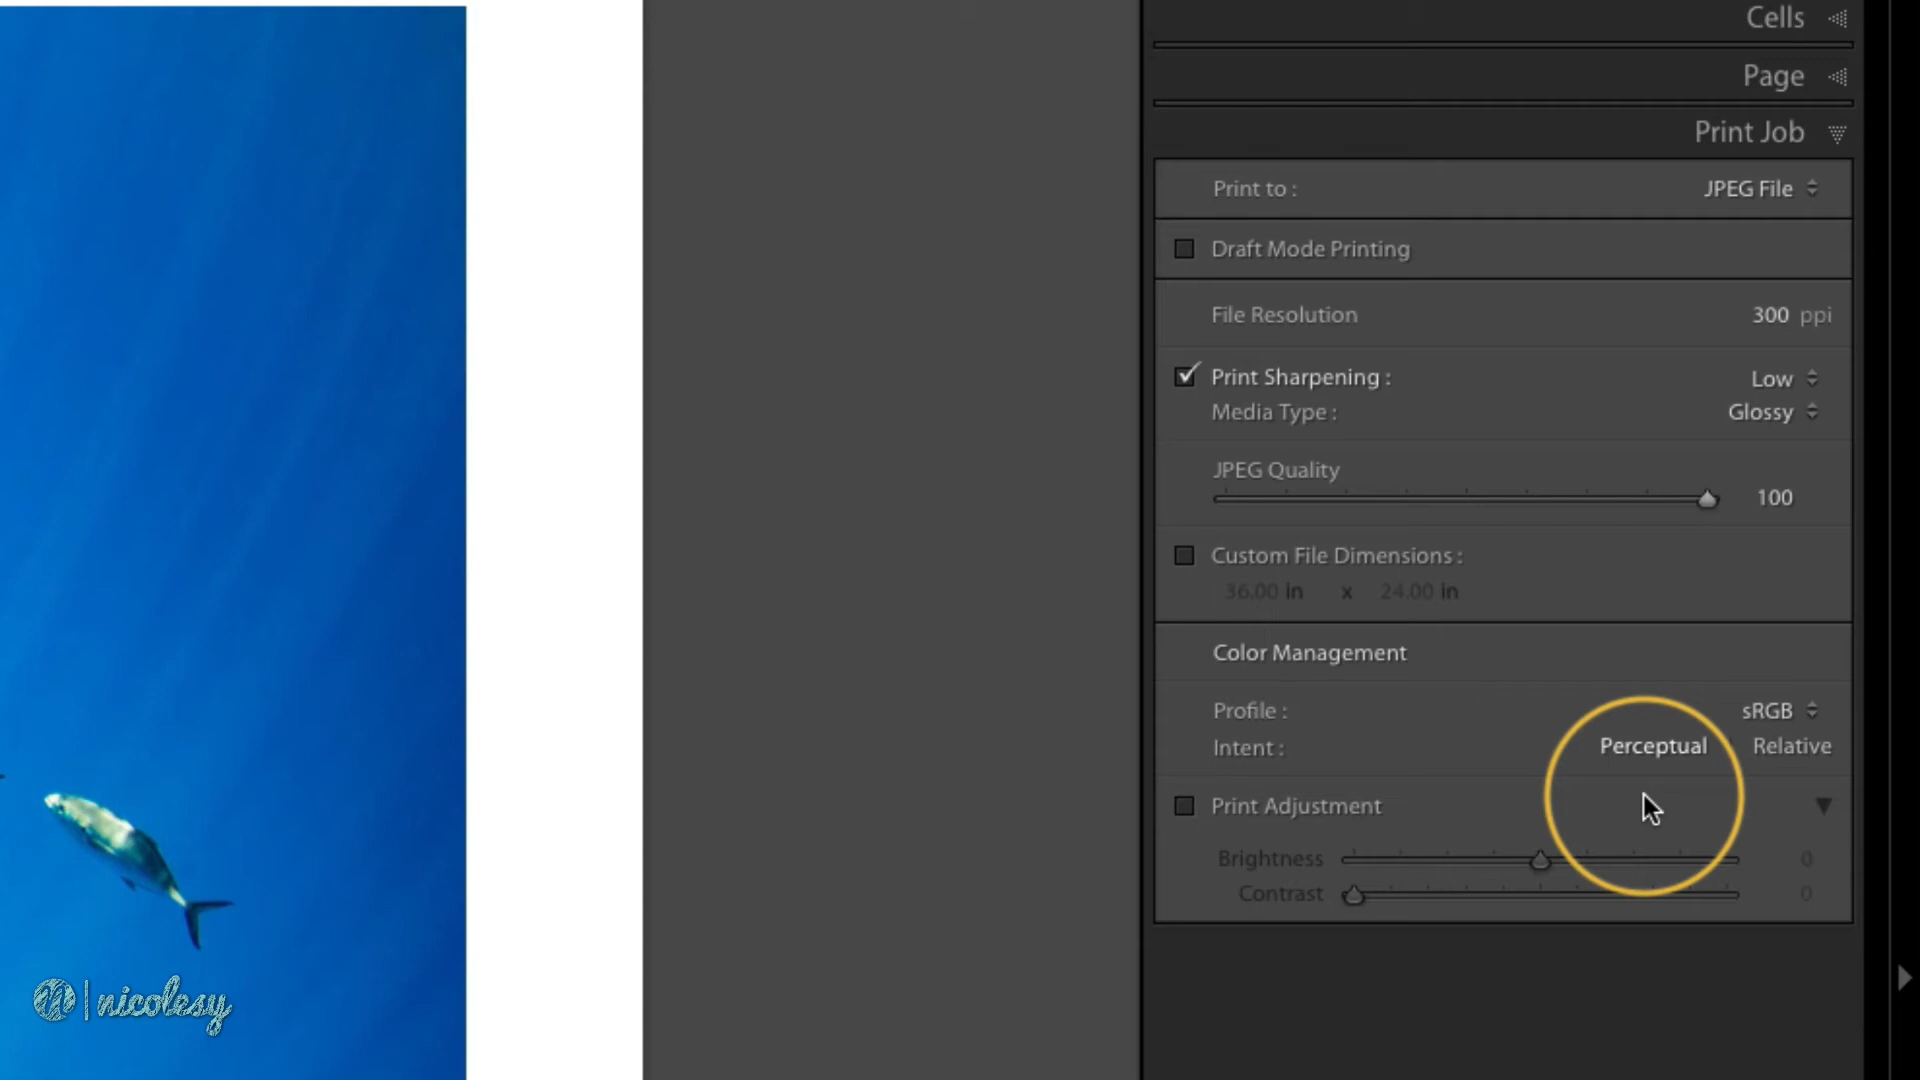 Cells
Page
Print Job
Print to : JPEG File
Draft Mode Printing
File Resolution 300 ppi
Print Sharpening : Low
Media Type : Glossy
JPEG Quality
100
Custom File Dimensions :
36.00 in x 24.00 in
Color Management
Profile : sRGB
Intent : Perceptual Relative
Print Adjustment
Brightness 0
Contrast 0
n | nicolesy